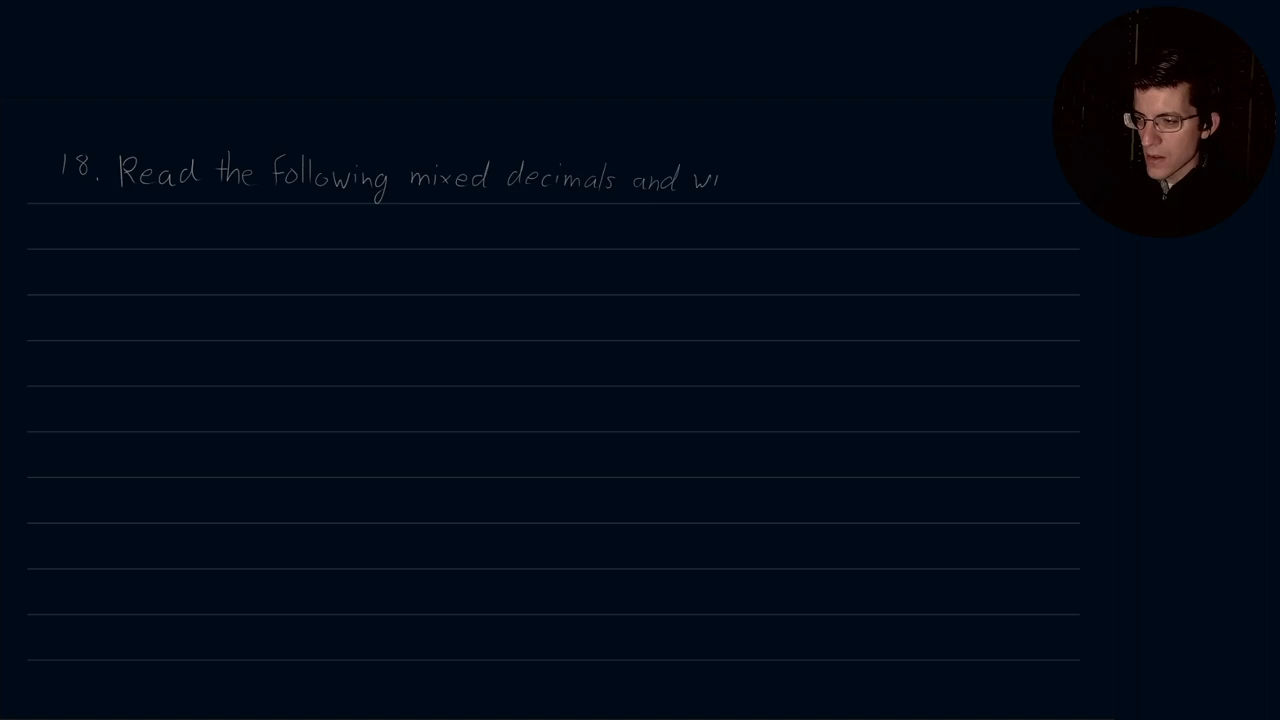 18. Read the following mixed decimals and